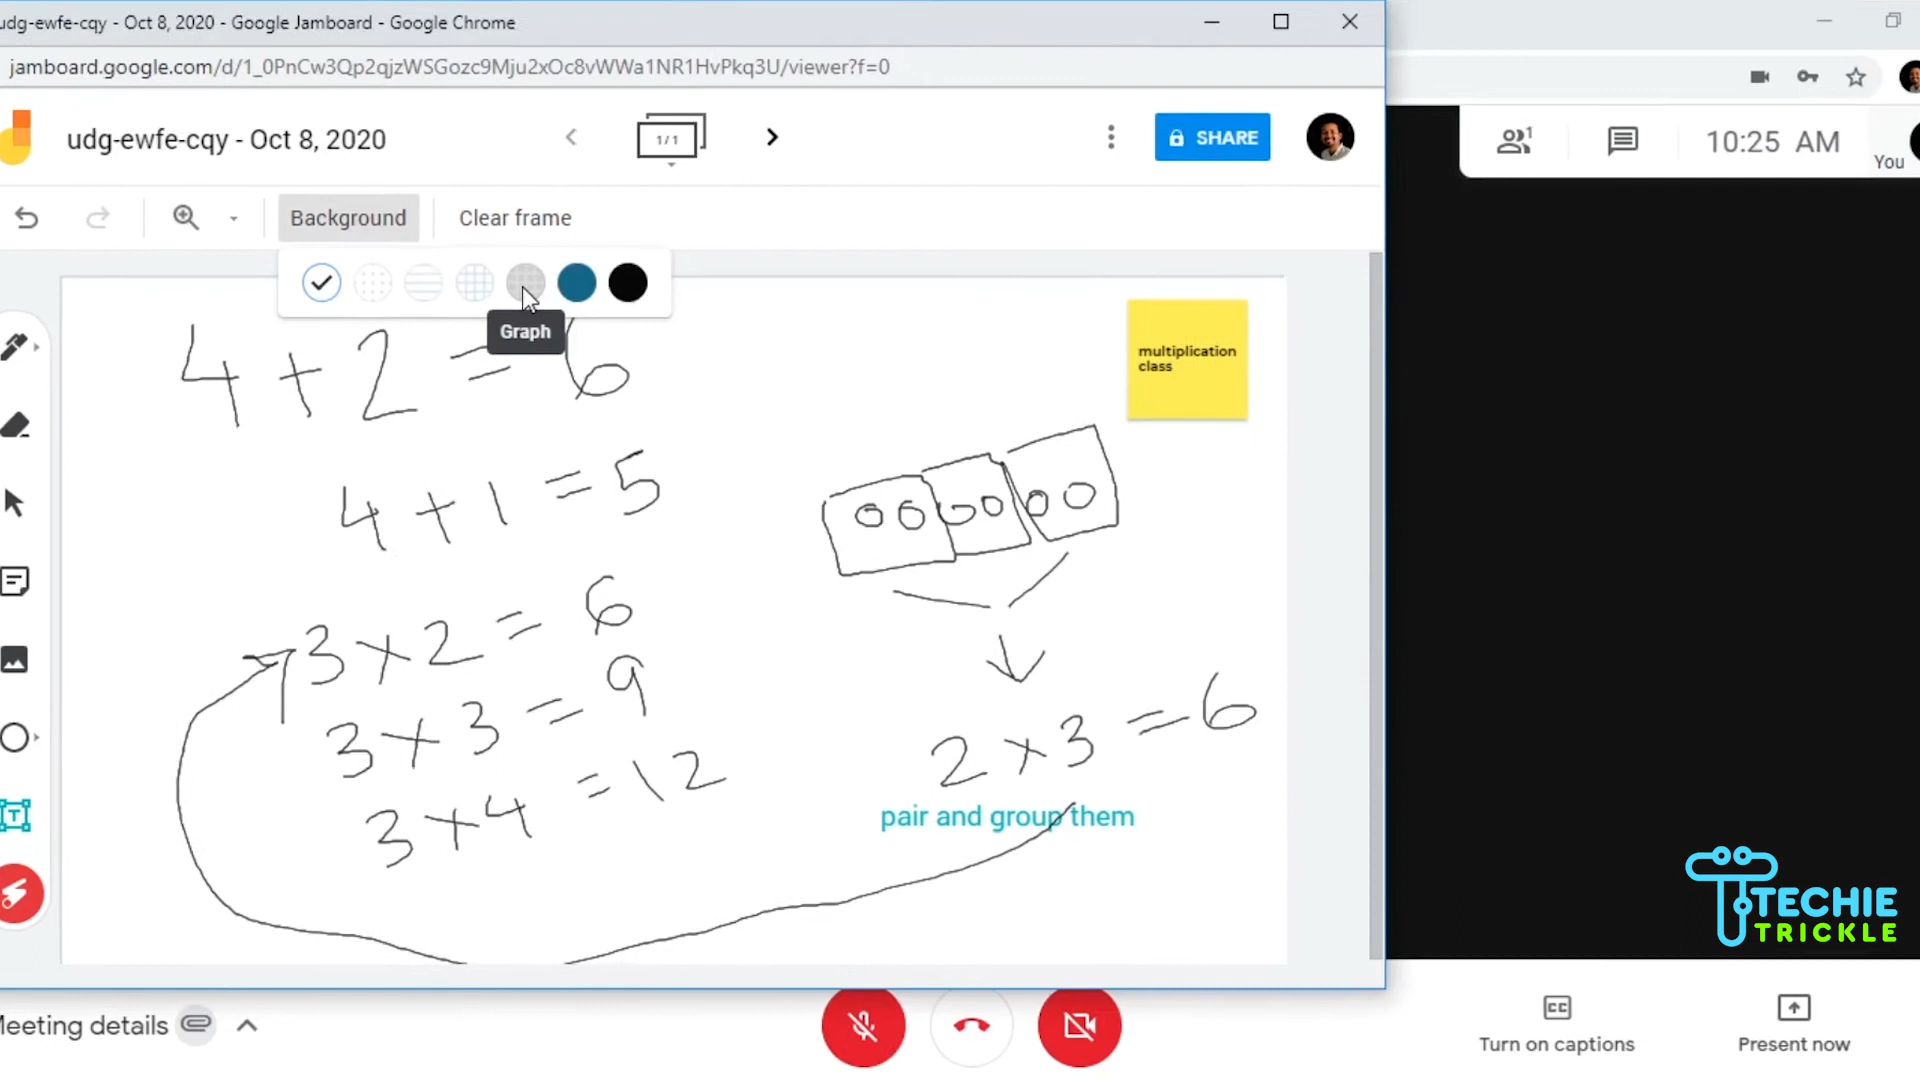 udg-ewfe-cqy - Oct 8, 2020 - Google Jamboard - Google Chrome
jamboard.google.com/d/1_0PnCw3Qp2qjzWSGozc9Mju2xOc8vWWa1NR1HvPkq3U/viewer?f=0
udg-ewfe-cqy - Oct 8, 2020
1/1
SHARE
1
10:25 AM
You
Background
Clear frame
Graph
4 + 2 = 6
multiplication
class
4 + 1 = 5
3 × 2 = 6
3 × 3 = 9
3 × 4 = 12
2 × 3 = 6
pair and group them
TECHIE
TRICKLE
Meeting details
CC
Turn on captions
Present now